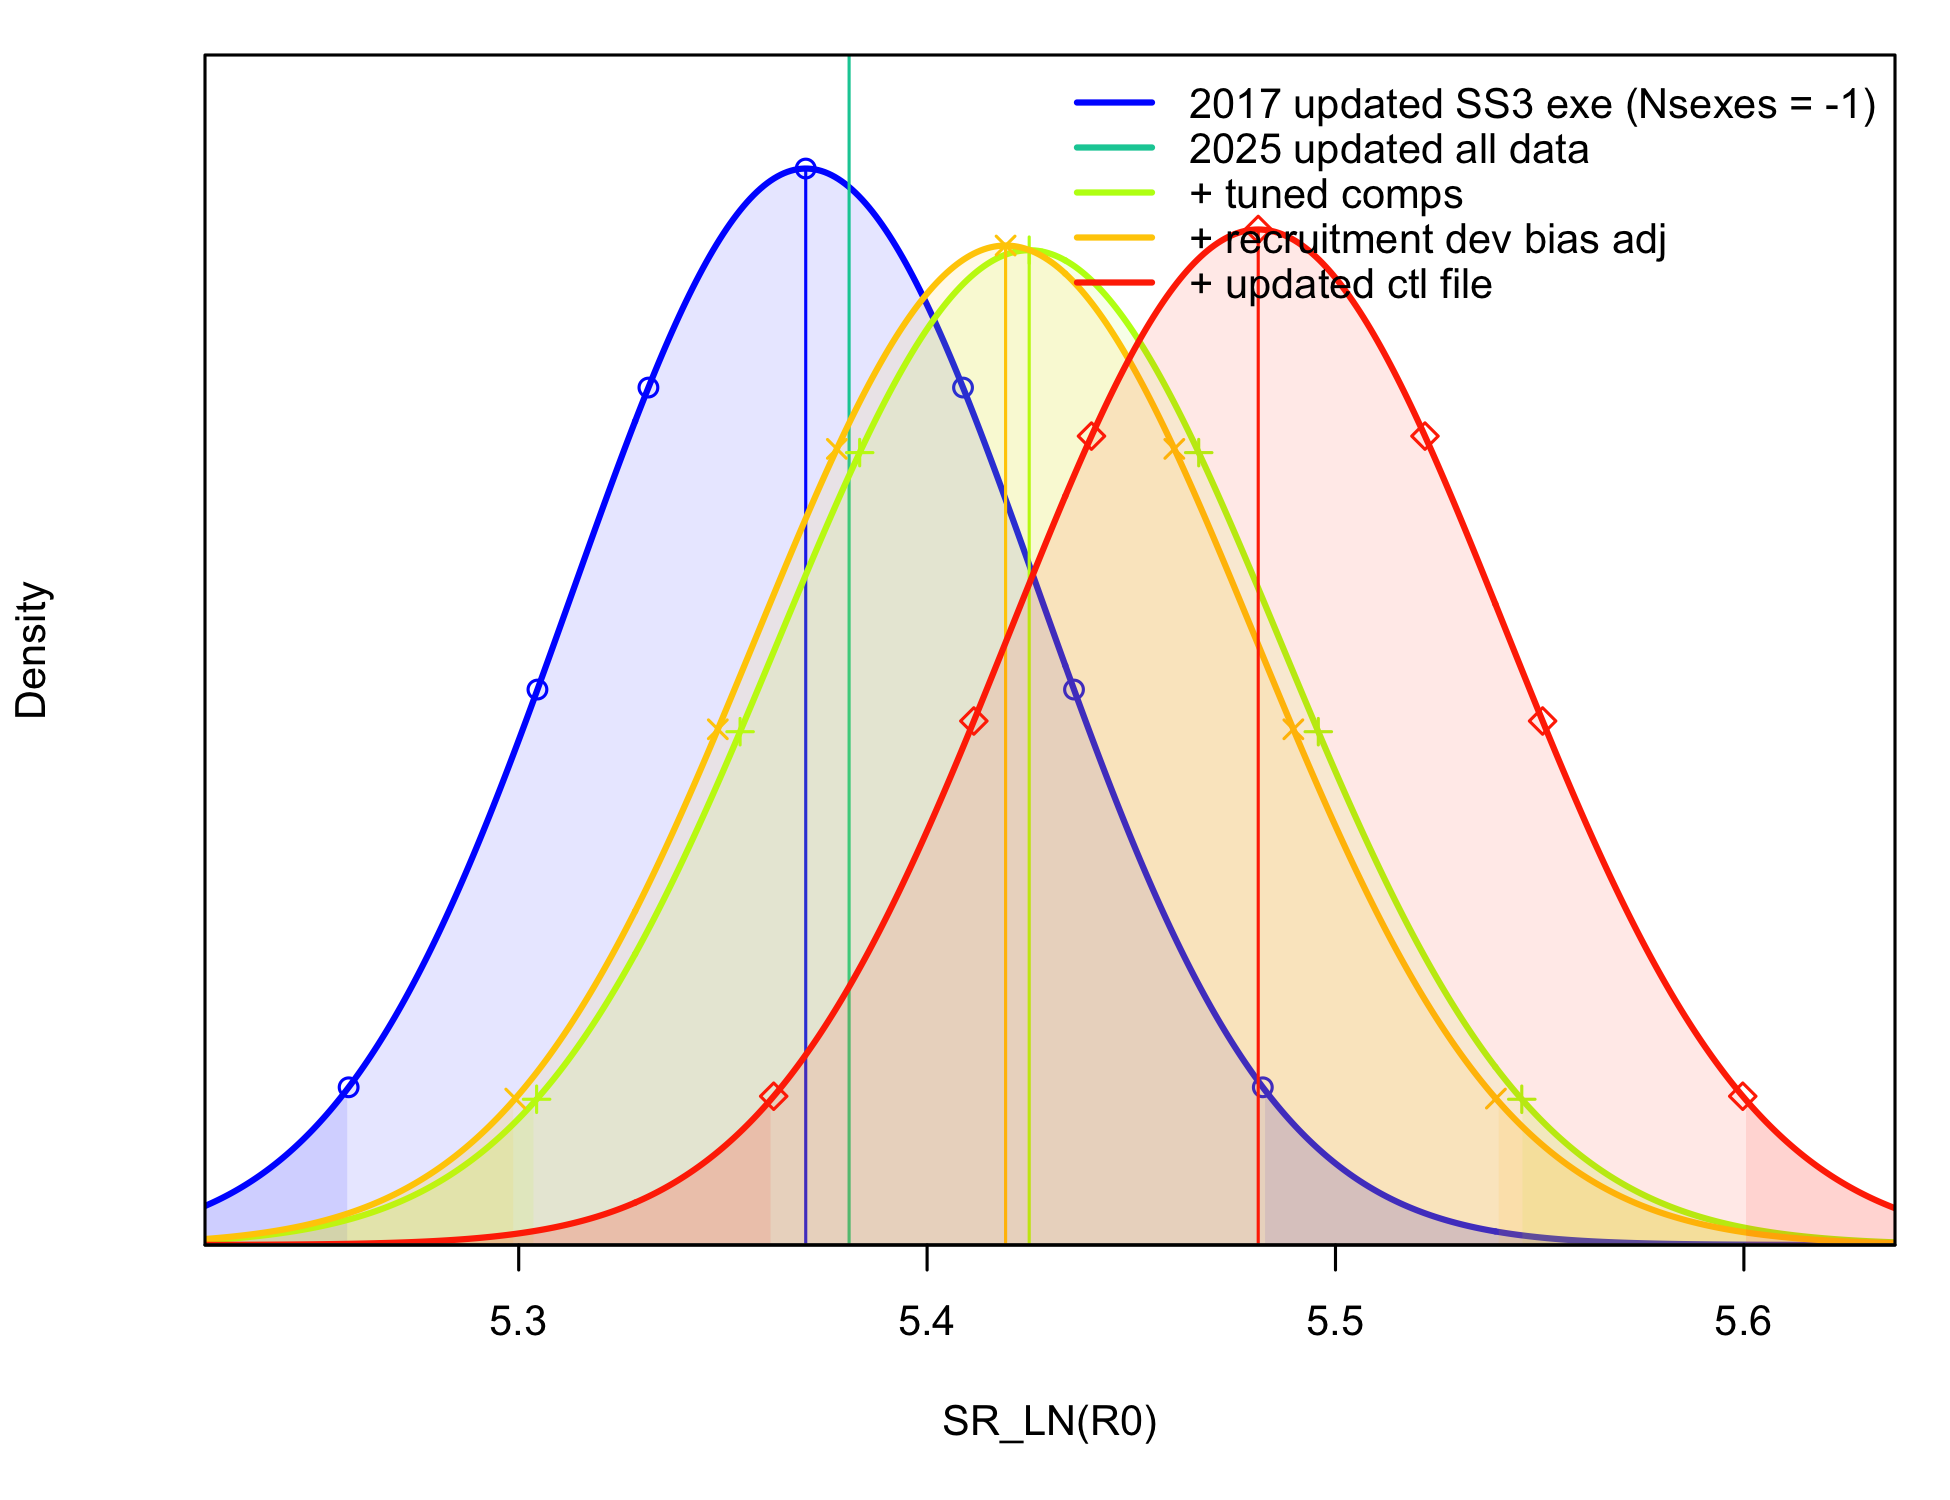 2017 updated SS3 exe (Nsexes = -1)
2025 updated all data
+ tuned comps
+ recruitment dev bias adj
+ updated ctl file
Density
5.3 5.4 5.5 5.6
SR_LN(R0)